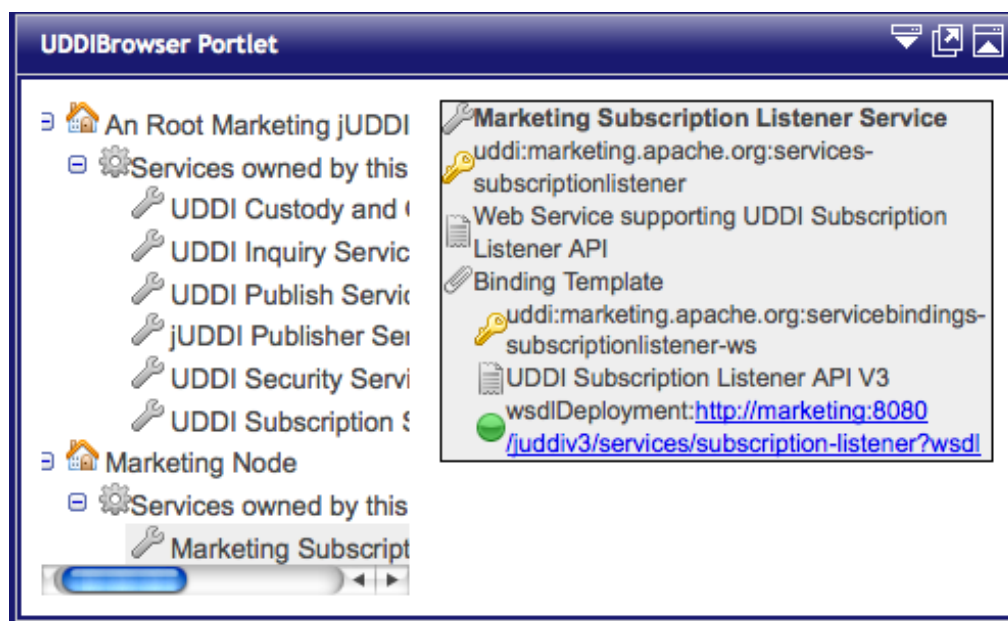 UDDIBrowser Portlet
An Root Marketing jUDDI
Services owned by this
UDDI Custody and
UDDI Inquiry Servic
UDDI Publish Servic
jUDDI Publisher Ser
UDDI Security Servi
UDDI Subscription S
Marketing Node
Services owned by this
Marketing Subscript
Marketing Subscription Listener Service
uddi:marketing.apache.org:services-
subscriptionlistener
Web Service supporting UDDI Subscription
Listener API
Binding Template
uddi:marketing.apache.org:servicebindings-
subscriptionlistener-ws
UDDI Subscription Listener API V3
wsdlDeployment:http://marketing:8080
/juddiv3/services/subscription-listener?wsdl